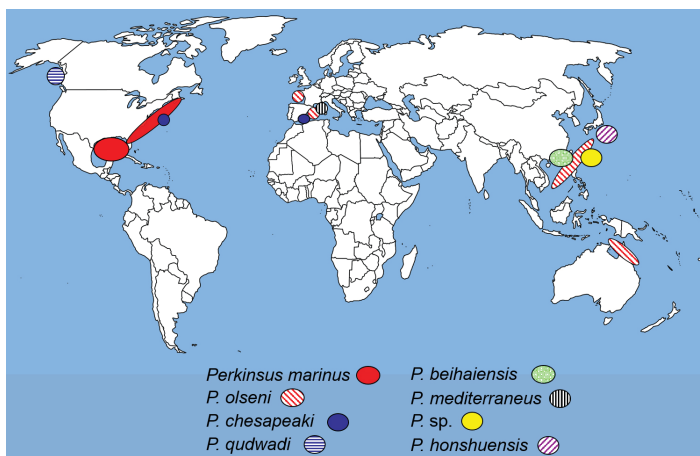 Perkinsus marinus
P. olseni
P. chesapeaki
P. qudwadi
P. beihaiensis
P. mediterraneus
P. sp.
P. honshuensis